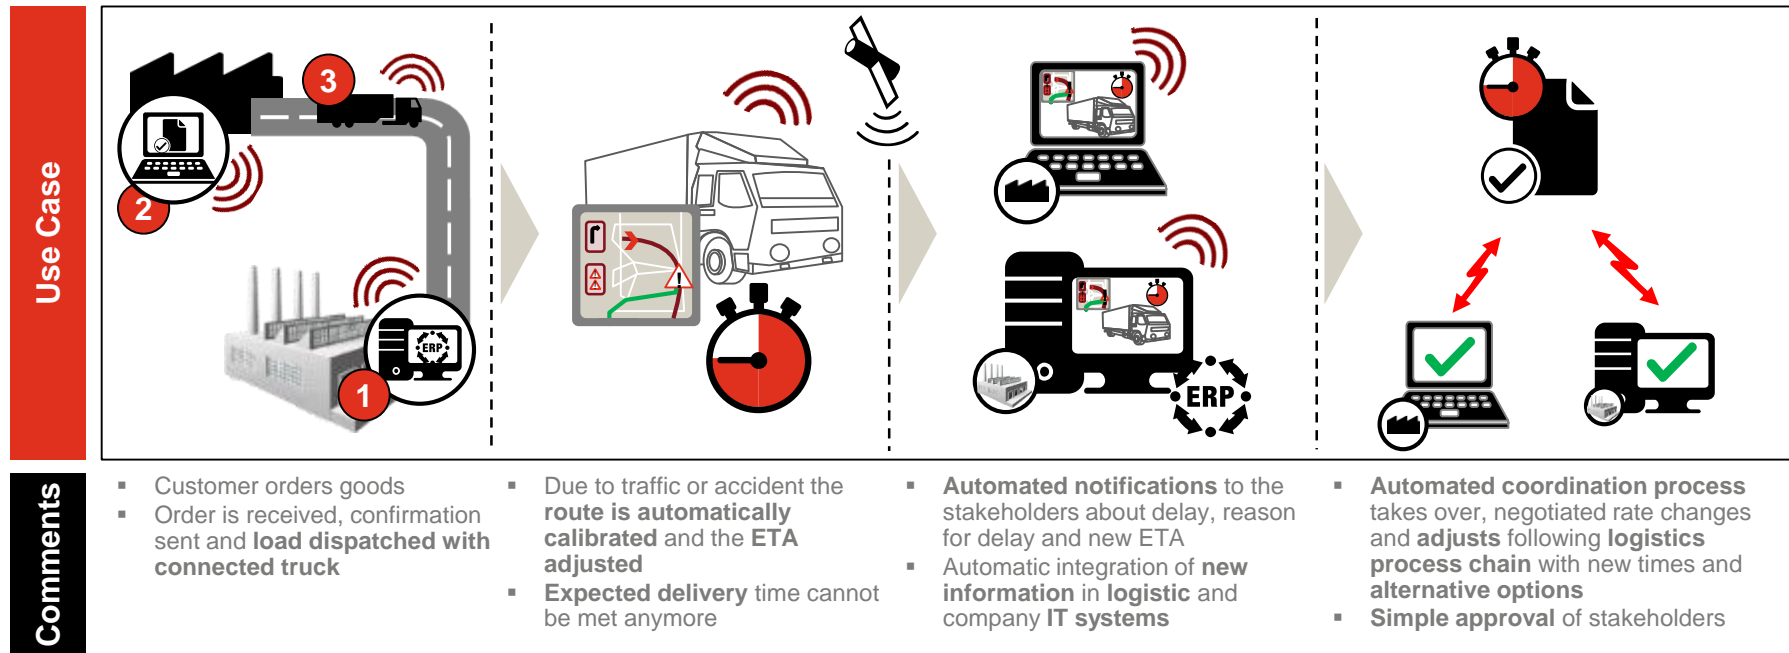 Use Case
3
2
1
ERP
ERP
Comments
▪ Customer orders goods
▪ Order is received, confirmation
sent and load dispatched with
connected truck
▪ Due to traffic or accident the
route is automatically
calibrated and the ETA
adjusted
▪ Expected delivery time cannot
be met anymore
▪ Automated notifications to the
stakeholders about delay, reason
for delay and new ETA
▪ Automatic integration of new
information in logistic and
company IT systems
▪ Automated coordination process
takes over, negotiated rate changes
and adjusts following logistics
process chain with new times and
alternative options
▪ Simple approval of stakeholders